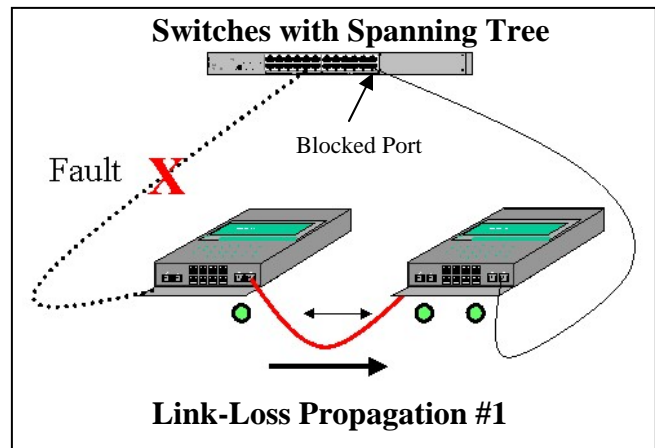 Switches with Spanning Tree
Blocked Port
Fault X
Link-Loss Propagation #1